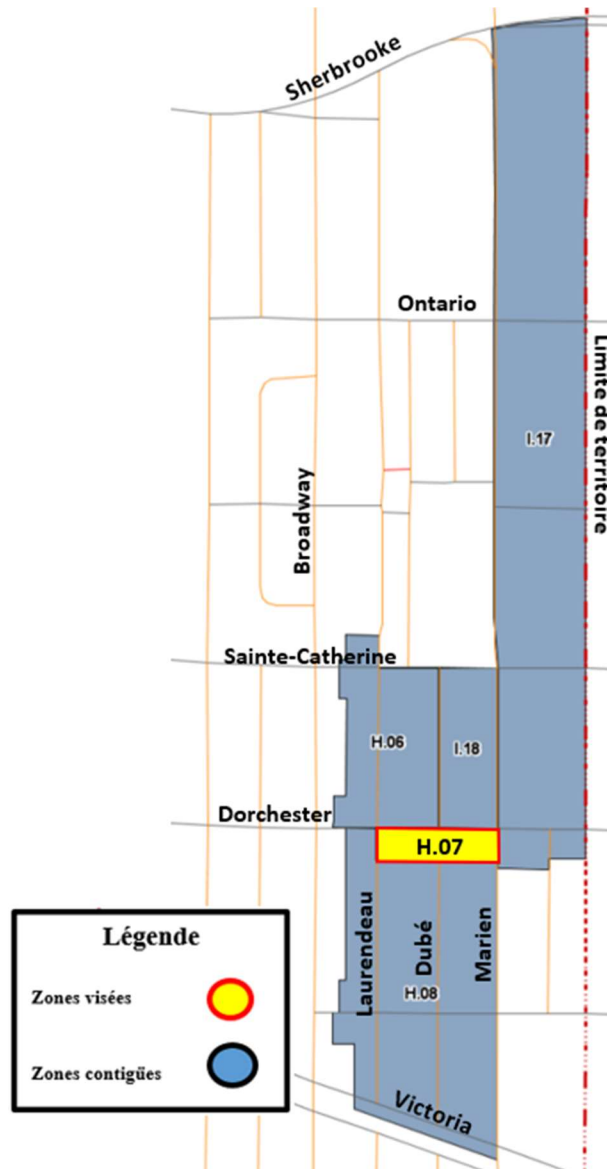 Sherbrooke
Ontario
Limite de territoire
I.17
Broadway
Sainte-Catherine
H.06
I.18
Dorchester
H.07
Laurendeau
Dubé
Marien
H.08
Victoria
Légende
Zones visées
Zones contigües